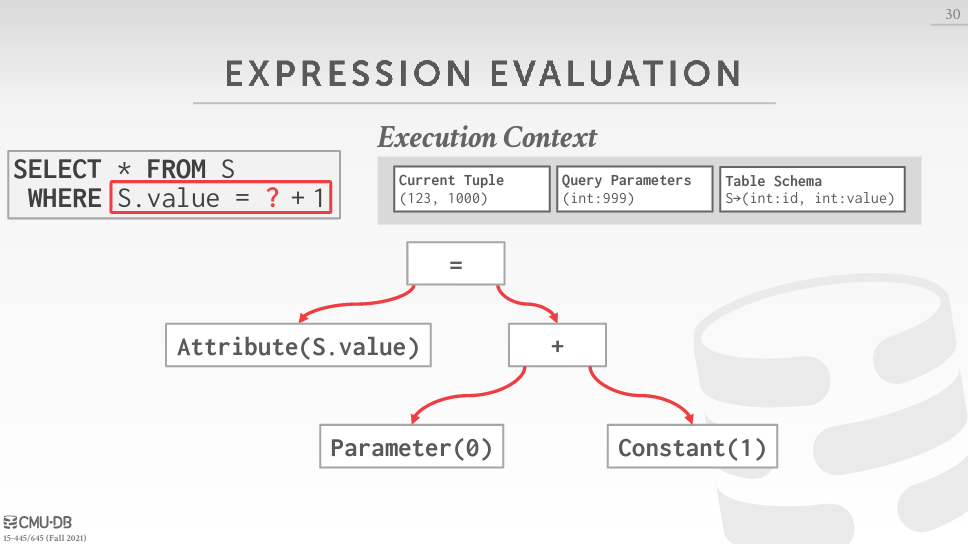 30
EXPRESSION EVALUATION
Execution Context
SELECT * FROM S
WHERE S.value = ? + 1
Current Tuple
(123, 1000)
Query Parameters
(int:999)
Table Schema
S→(int:id, int:value)
=
Attribute(S.value)
+
Parameter(0)
Constant(1)
CMU·DB
15-445/645 (Fall 2021)